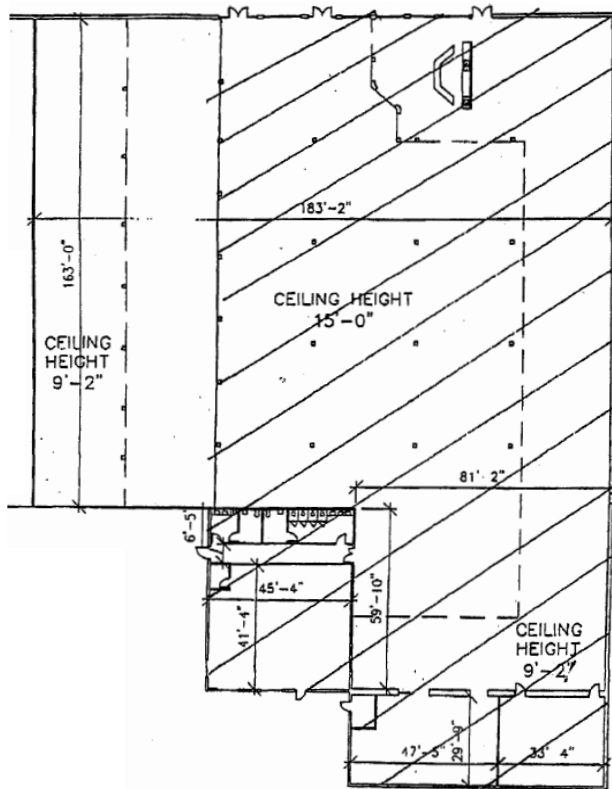 183'-2"
163'-0"
CEILING HEIGHT
15'-0"
CEILING
HEIGHT
9'-2"
81' 2"
6'-5"
45'-4"
59'-10"
41'-4"
CEILING
HEIGHT
9'-2"
47'-5"
29'-9"
33' 4"